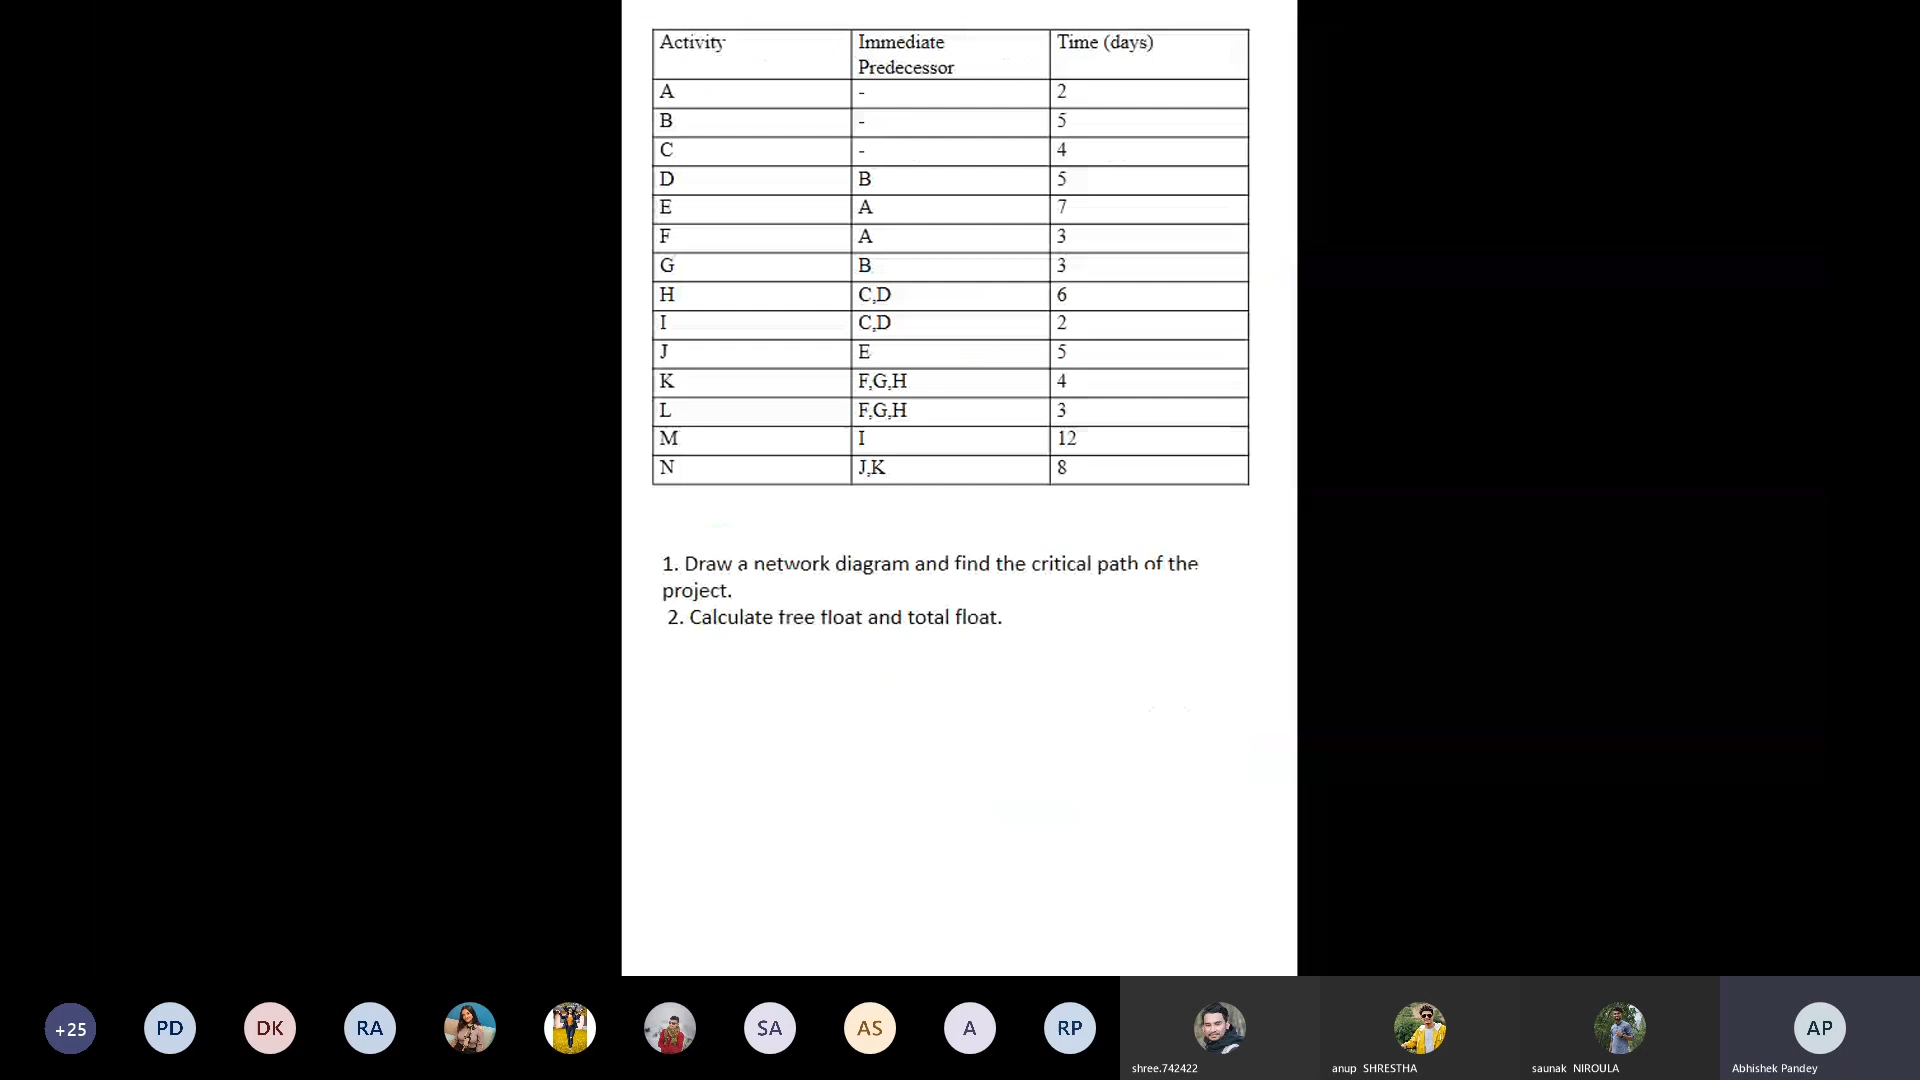 Activity Immediate Predecessor Time (days)
A - 2
B - 5
C - 4
D B 5
E A 7
F A 3
G B 3
H C,D 6
I C,D 2
J E 5
K F,G,H 4
L F,G,H 3
M I 12
N J,K 8
1. Draw a network diagram and find the critical path of the
project.
2. Calculate free float and total float.
+25 PD DK RA SA AS A RP AP
shree.742422 anup SHRESTHA saunak NIROULA Abhishek Pandey